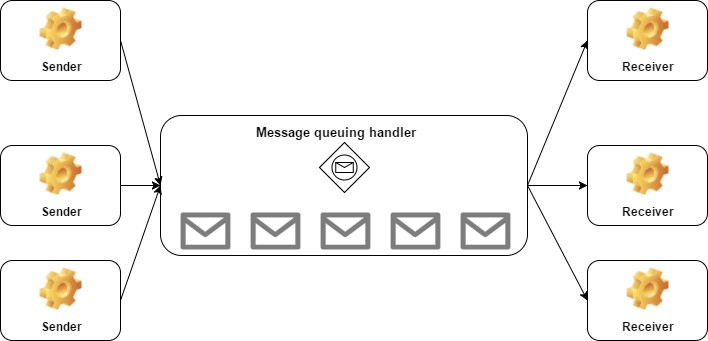 Sender
Receiver
Message queuing handler
Sender
Receiver
Sender
Receiver